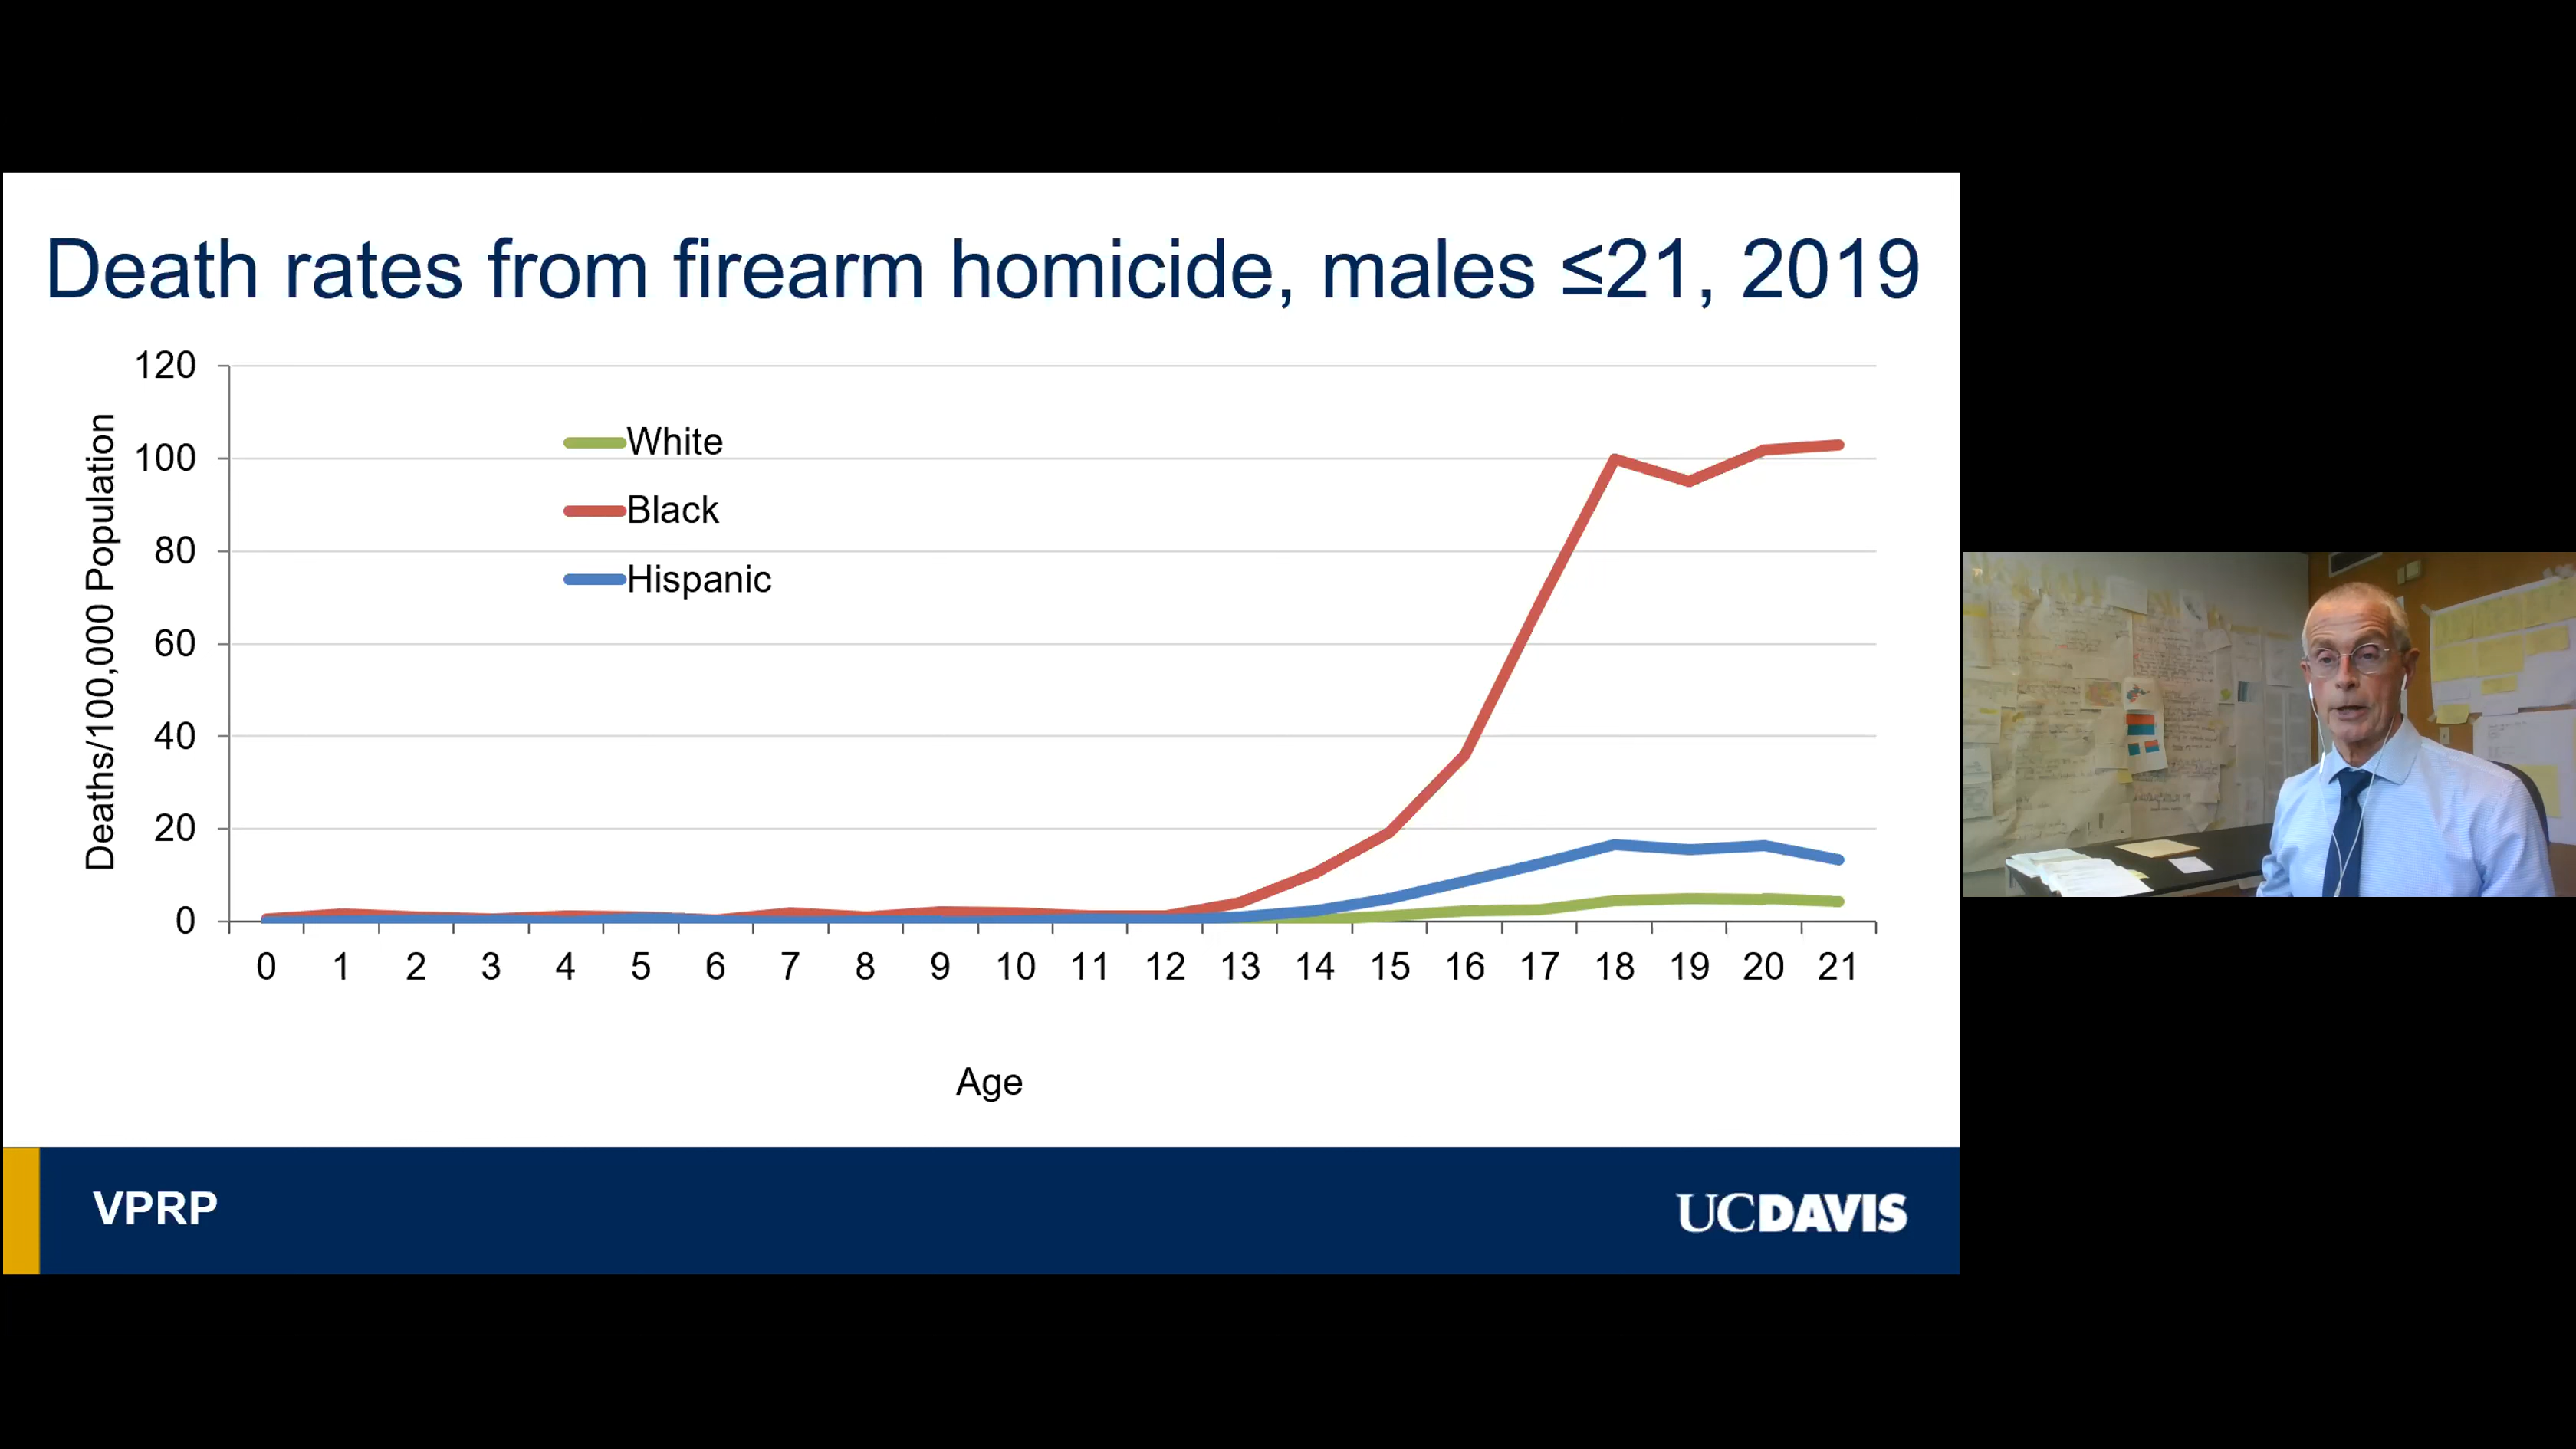 Death rates from firearm homicide, males ≤21, 2019
Deaths/100,000 Population
120
100
80
60
40
20
0
White
Black
Hispanic
0 1 2 3 4 5 6 7 8 9 10 11 12 13 14 15 16 17 18 19 20 21
Age
VPRP
UCDAVIS